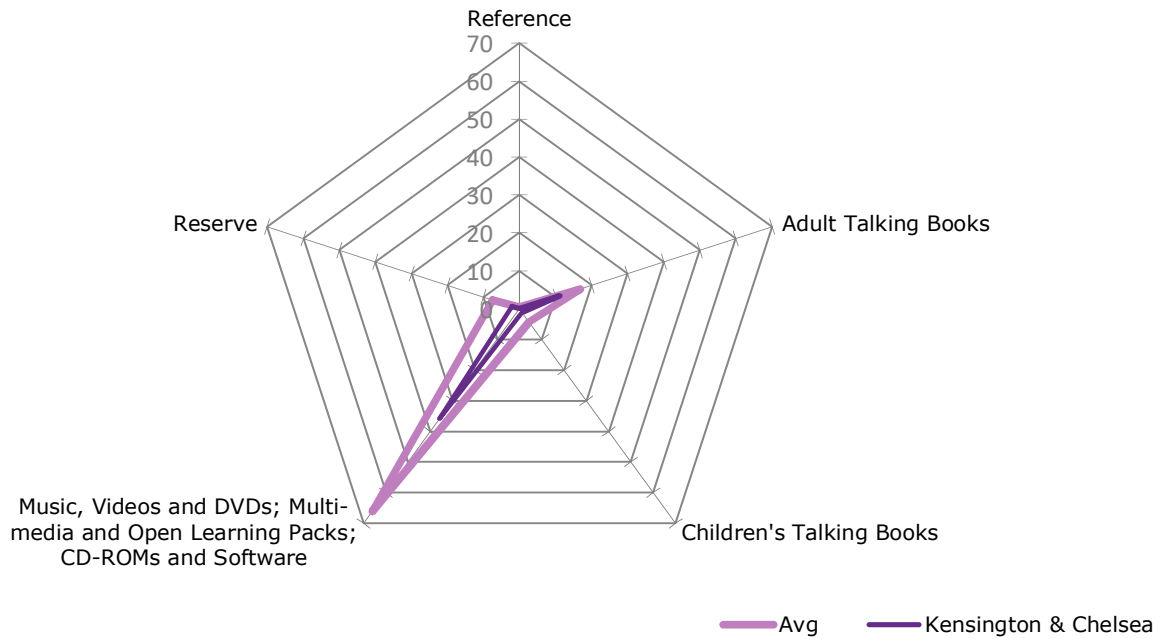 Reference
70
60
50
40
30
20
10
0
Reserve
Adult Talking Books
Music, Videos and DVDs; Multi-
media and Open Learning Packs;
CD-ROMs and Software
Children's Talking Books
Avg
Kensington & Chelsea